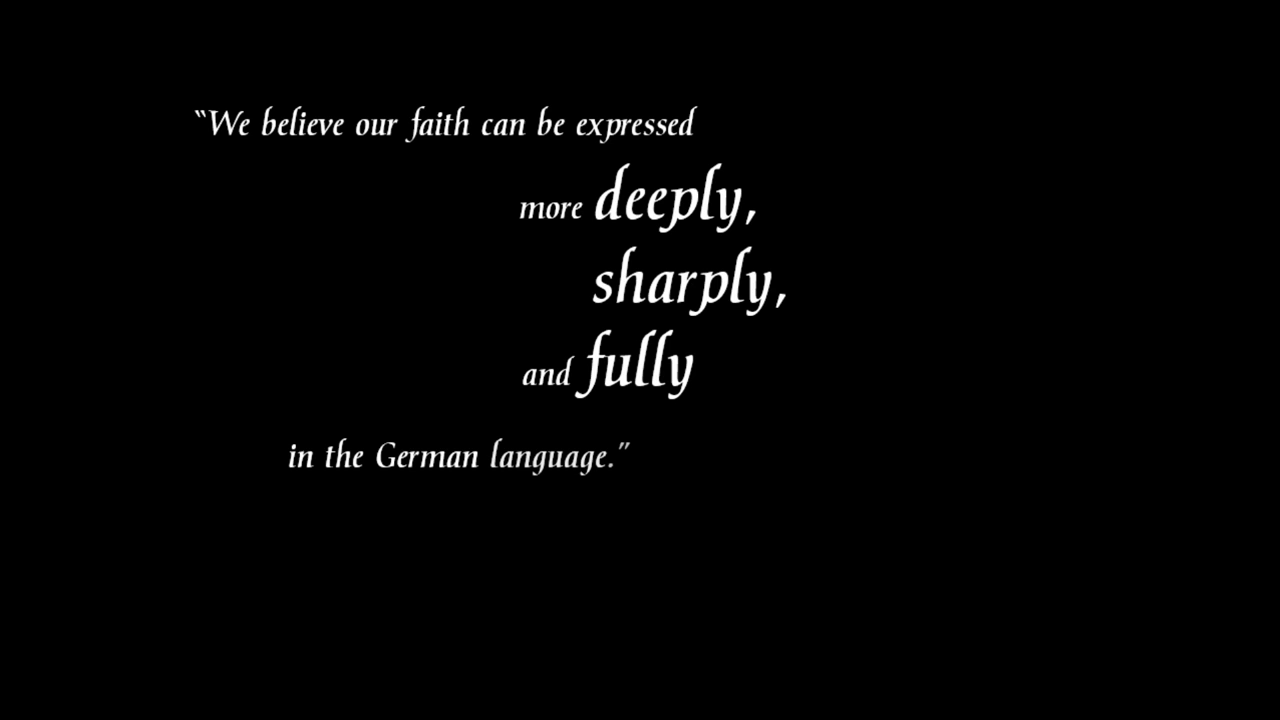 “We believe our faith can be expressed
more deeply,
sharply,
and fully
in the German language.”